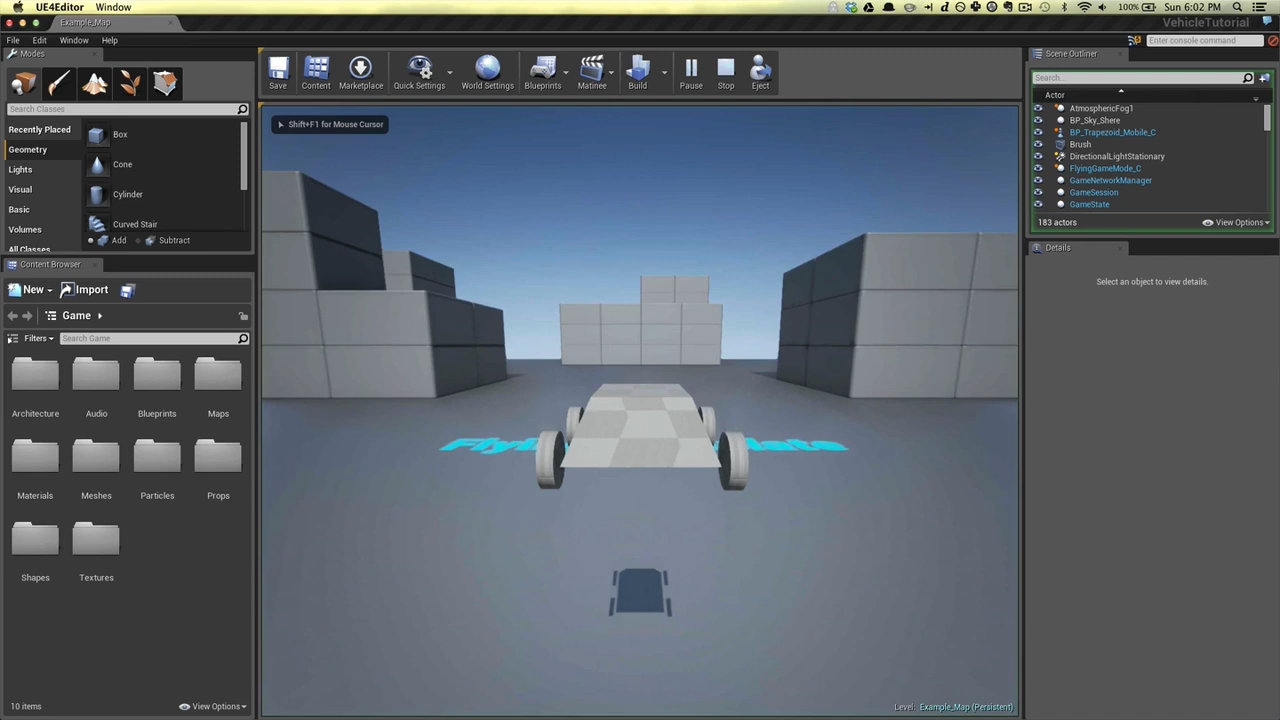 UE4Editor Window
100% Sun 6:02 PM
Example_Map
VehicleTutorial
File Edit Window Help
Enter console command
Modes
Search Classes
Recently Placed
Geometry
Lights
Visual
Basic
Volumes
All Classes
Box
Cone
Cylinder
Curved Stair
Add Subtract
Content Browser
New Import
Game
Filters Search Game
Architecture Audio Blueprints Maps
Materials Meshes Particles Props
Shapes Textures
10 items View Options
Save Content Marketplace Quick Settings World Settings Blueprints Matinee Build Pause Stop Eject
Shift+F1 for Mouse Cursor
Level: Example_Map (Persistent)
Scene Outliner
Search...
Actor
AtmosphericFog1
BP_Sky_Shere
BP_Trapezoid_Mobile_C
Brush
DirectionalLightStationary
FlyingGameMode_C
GameNetworkManager
GameSession
GameState
183 actors View Options
Details
Select an object to view details.